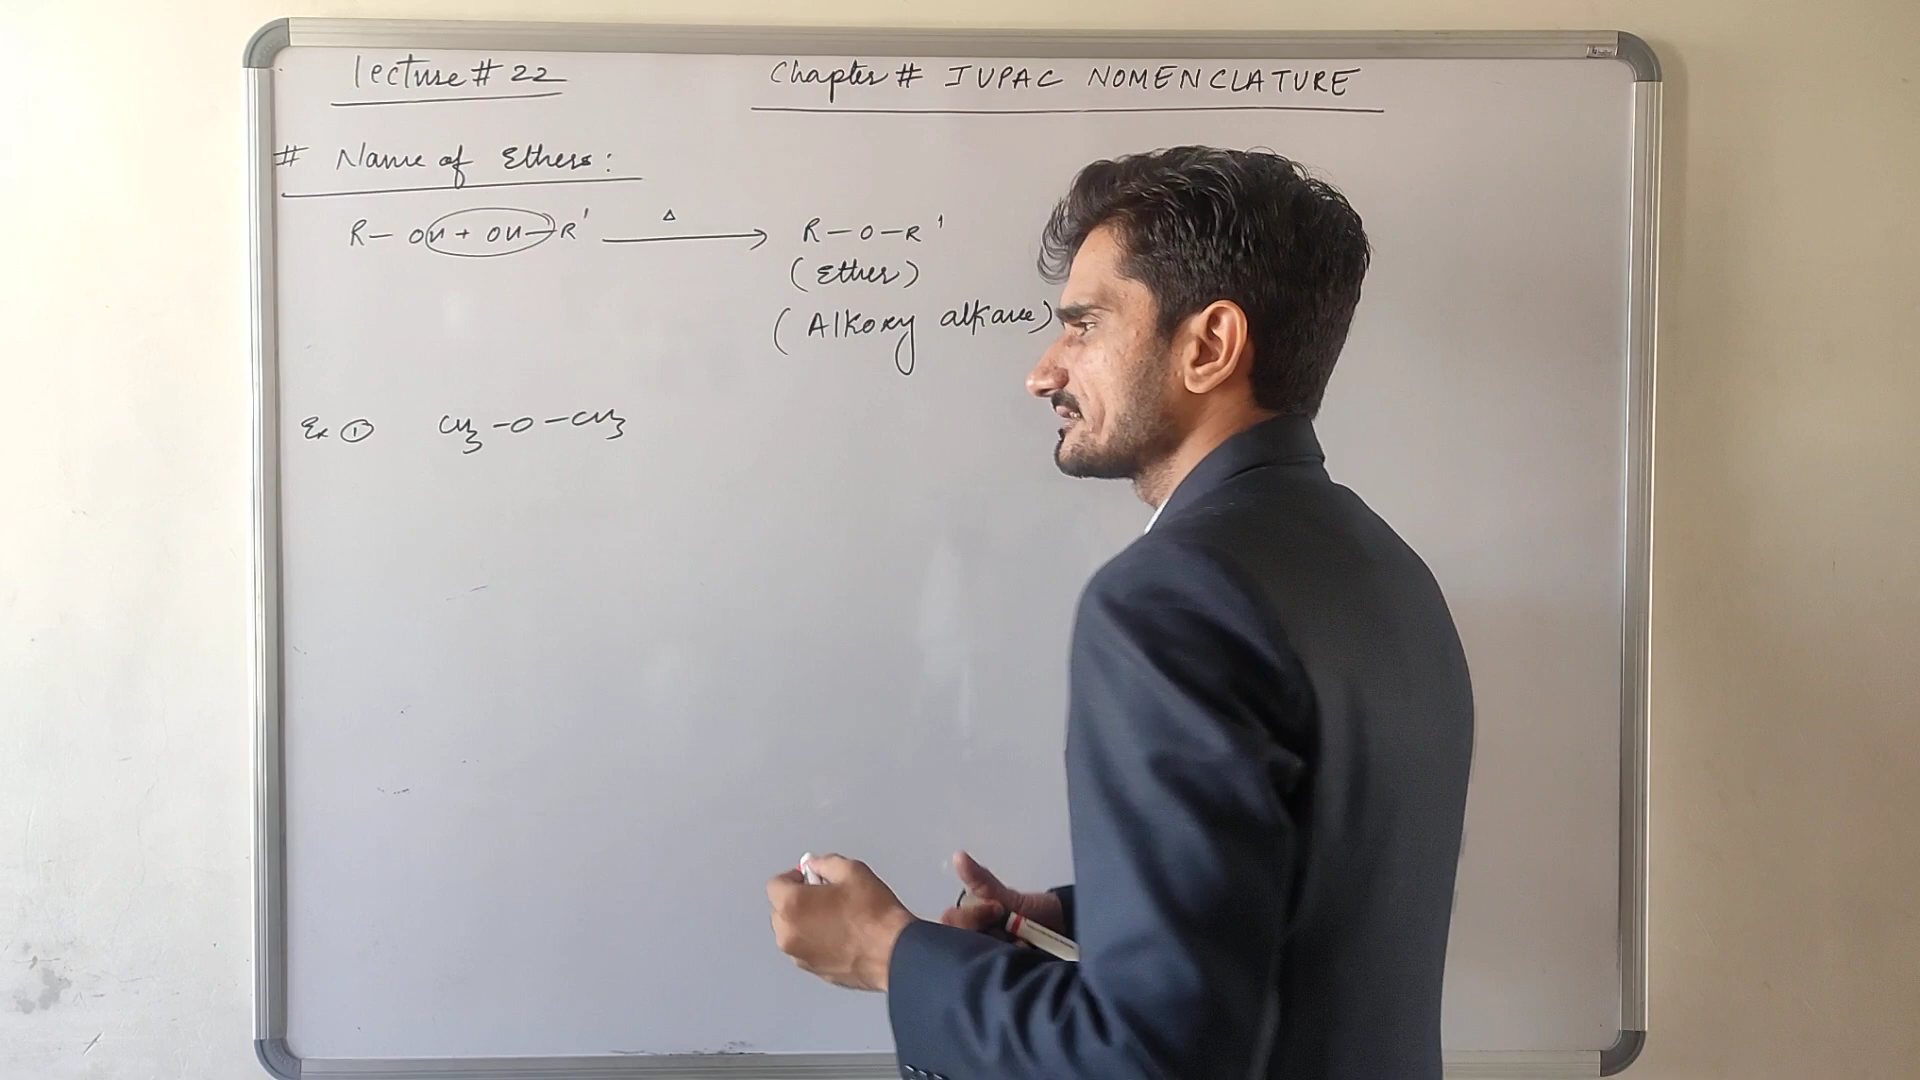 Lecture # 22
Chapter # IUPAC NOMENCLATURE
# Name of Ethers:
R- OH + OH-R' Δ → R-O-R'
(Ether)
(Alkoxy alkane)
Ex ① CH3-O-CH3